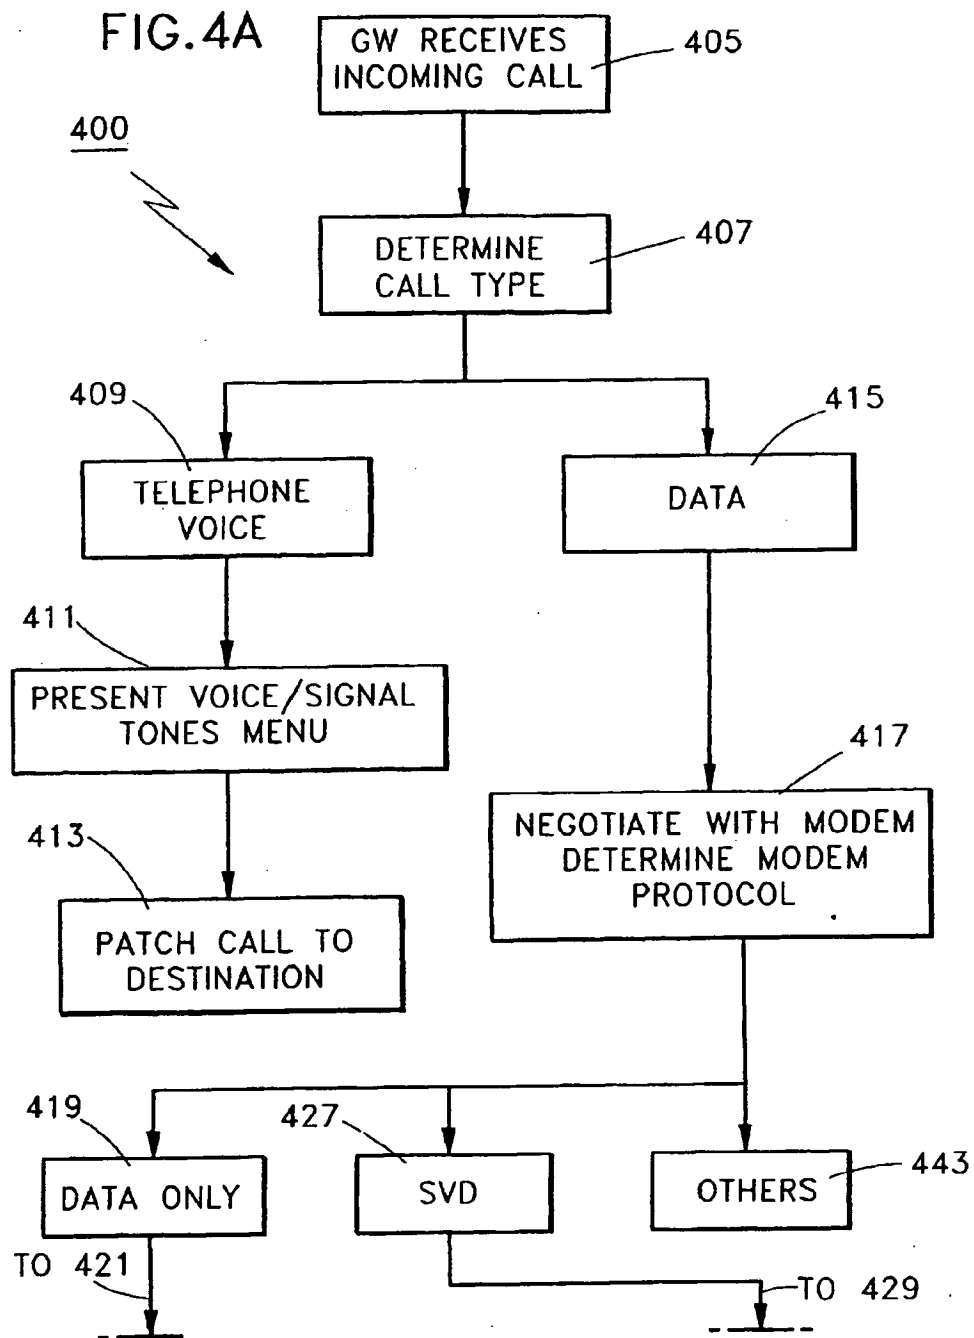 FIG.4A
GW RECEIVES
INCOMING CALL
405
400
DETERMINE
CALL TYPE
407
409
TELEPHONE
VOICE
415
DATA
411
PRESENT VOICE/SIGNAL
TONES MENU
417
NEGOTIATE WITH MODEM
DETERMINE MODEM
PROTOCOL
413
PATCH CALL TO
DESTINATION
419
DATA ONLY
427
SVD
443
OTHERS
TO 421
TO 429